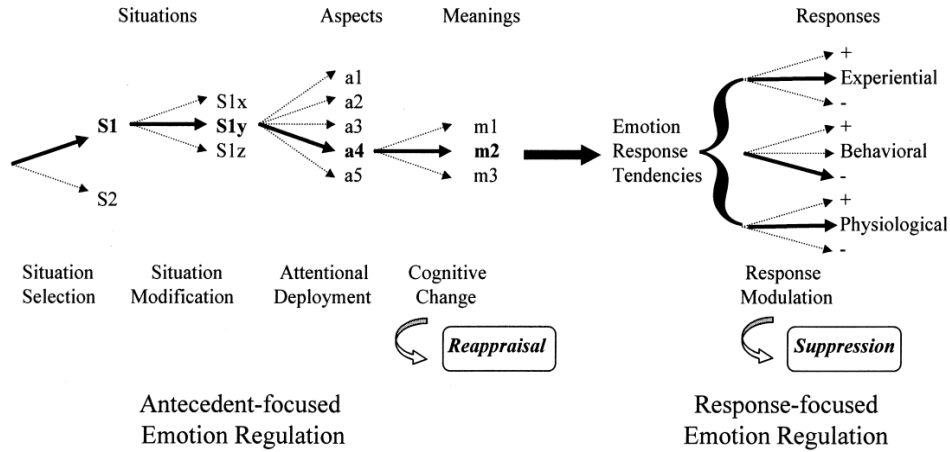 Situations
Aspects
Meanings
Responses
S1
S2
S1x
S1y
S1z
a1
a2
a3
a4
a5
m1
m2
m3
Emotion
Response
Tendencies
+
Experiential
-
+
Behavioral
-
+
Physiological
-
Situation
Selection
Situation
Modification
Attentional
Deployment
Cognitive
Change
Response
Modulation
Reappraisal
Suppression
Antecedent-focused
Emotion Regulation
Response-focused
Emotion Regulation